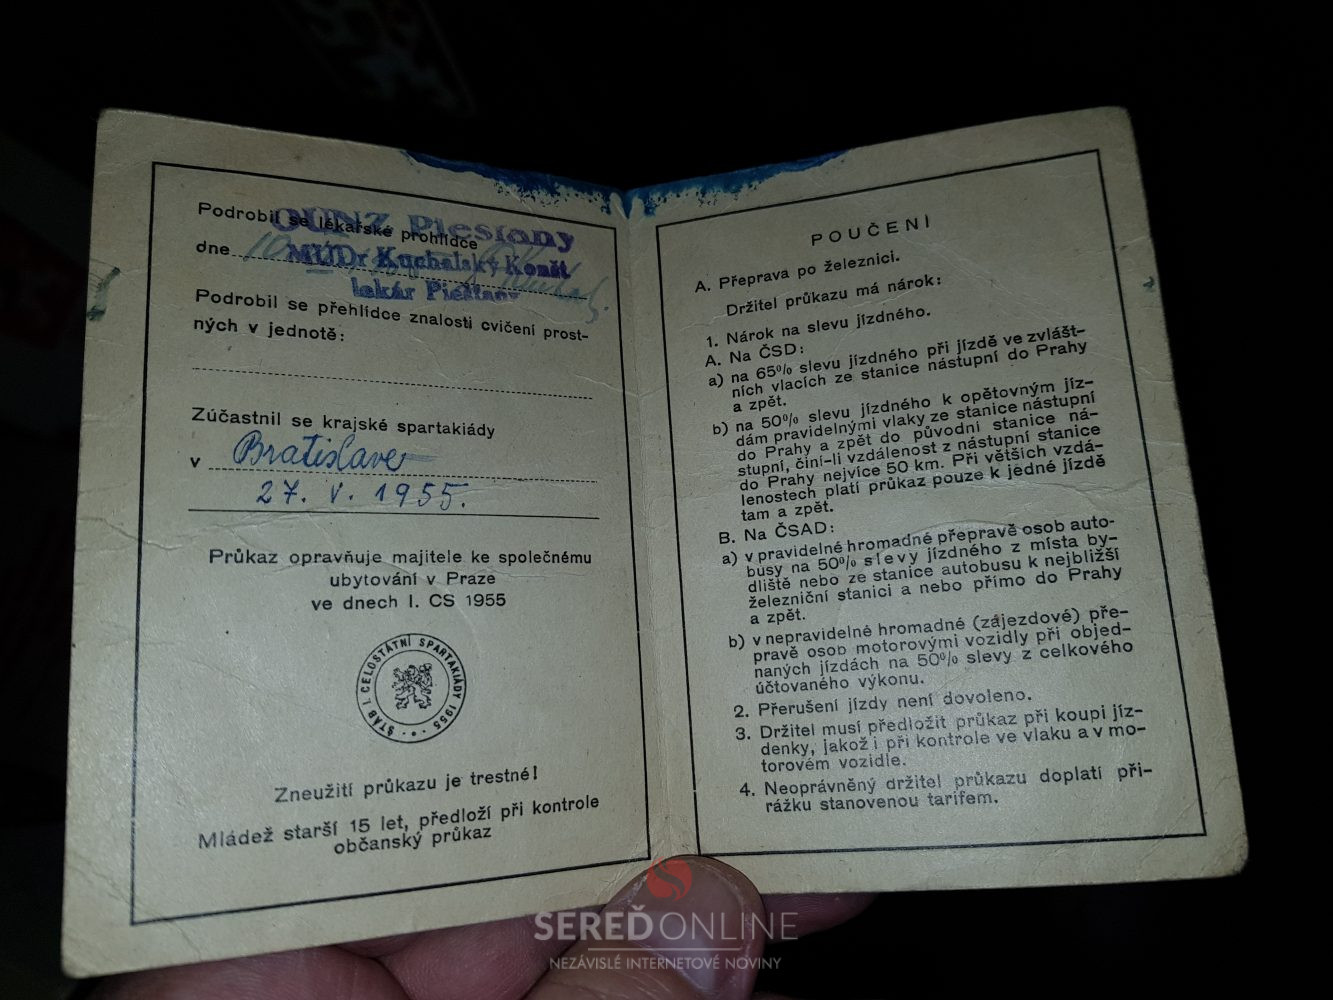 Podrobil se lékařské prohlídce
OUNZ Piešťany
dne 10.
MUDr Kuchalský Konšt
lekár Piešťany
Podrobil se přehlídce znalosti cvičení prost-
ných v jednotě:
Zúčastnil se krajské spartakiády
v Bratislave
27. V. 1955.
Průkaz opravňuje majitele ke společnému
ubytování v Praze
ve dnech I. CS 1955
ŠTÁB I. CELOSTÁTNÍ SPARTAKIÁDY 1955
Zneužití průkazu je trestné!
Mládež starší 15 let, předloží při kontrole
občanský průkaz
POUČENÍ
A. Přeprava po železnici.
Držitel průkazu má nárok:
1. Nárok na slevu jízdného.
A. Na ČSD:
a) na 65% slevu jízdného při jízdě ve zvlášt-
ních vlacích ze stanice nástupní do Prahy
a zpět.
b) na 50% slevu jízdného k opětovným jíz-
dám pravidelnými vlaky ze stanice nástupní
do Prahy a zpět do původní stanice ná-
stupní, činí-li vzdálenost z nástupní stanice
do Prahy nejvíce 50 km. Při větších vzdá-
lenostech platí průkaz pouze k jedné jízdě
tam a zpět.
B. Na ČSAD:
a) v pravidelné hromadné přepravě osob auto-
busy na 50% slevy jízdného z místa by-
dliště nebo ze stanice autobusu k nejbližší
železniční stanici a nebo přímo do Prahy
a zpět.
b) v nepravidelné hromadné (zájezdové) pře-
pravě osob motorovými vozidly při objed-
naných jízdách na 50% slevy z celkového
účtovaného výkonu.
2. Přerušení jízdy není dovoleno.
3. Držitel musí předložit průkaz při koupi jíz-
denky, jakož i při kontrole ve vlaku a v mo-
torovém vozidle.
4. Neoprávněný držitel průkazu doplatí při-
rážku stanovenou tarifem.
SEREĎONLINE
NEZÁVISLÉ INTERNETOVÉ NOVINY